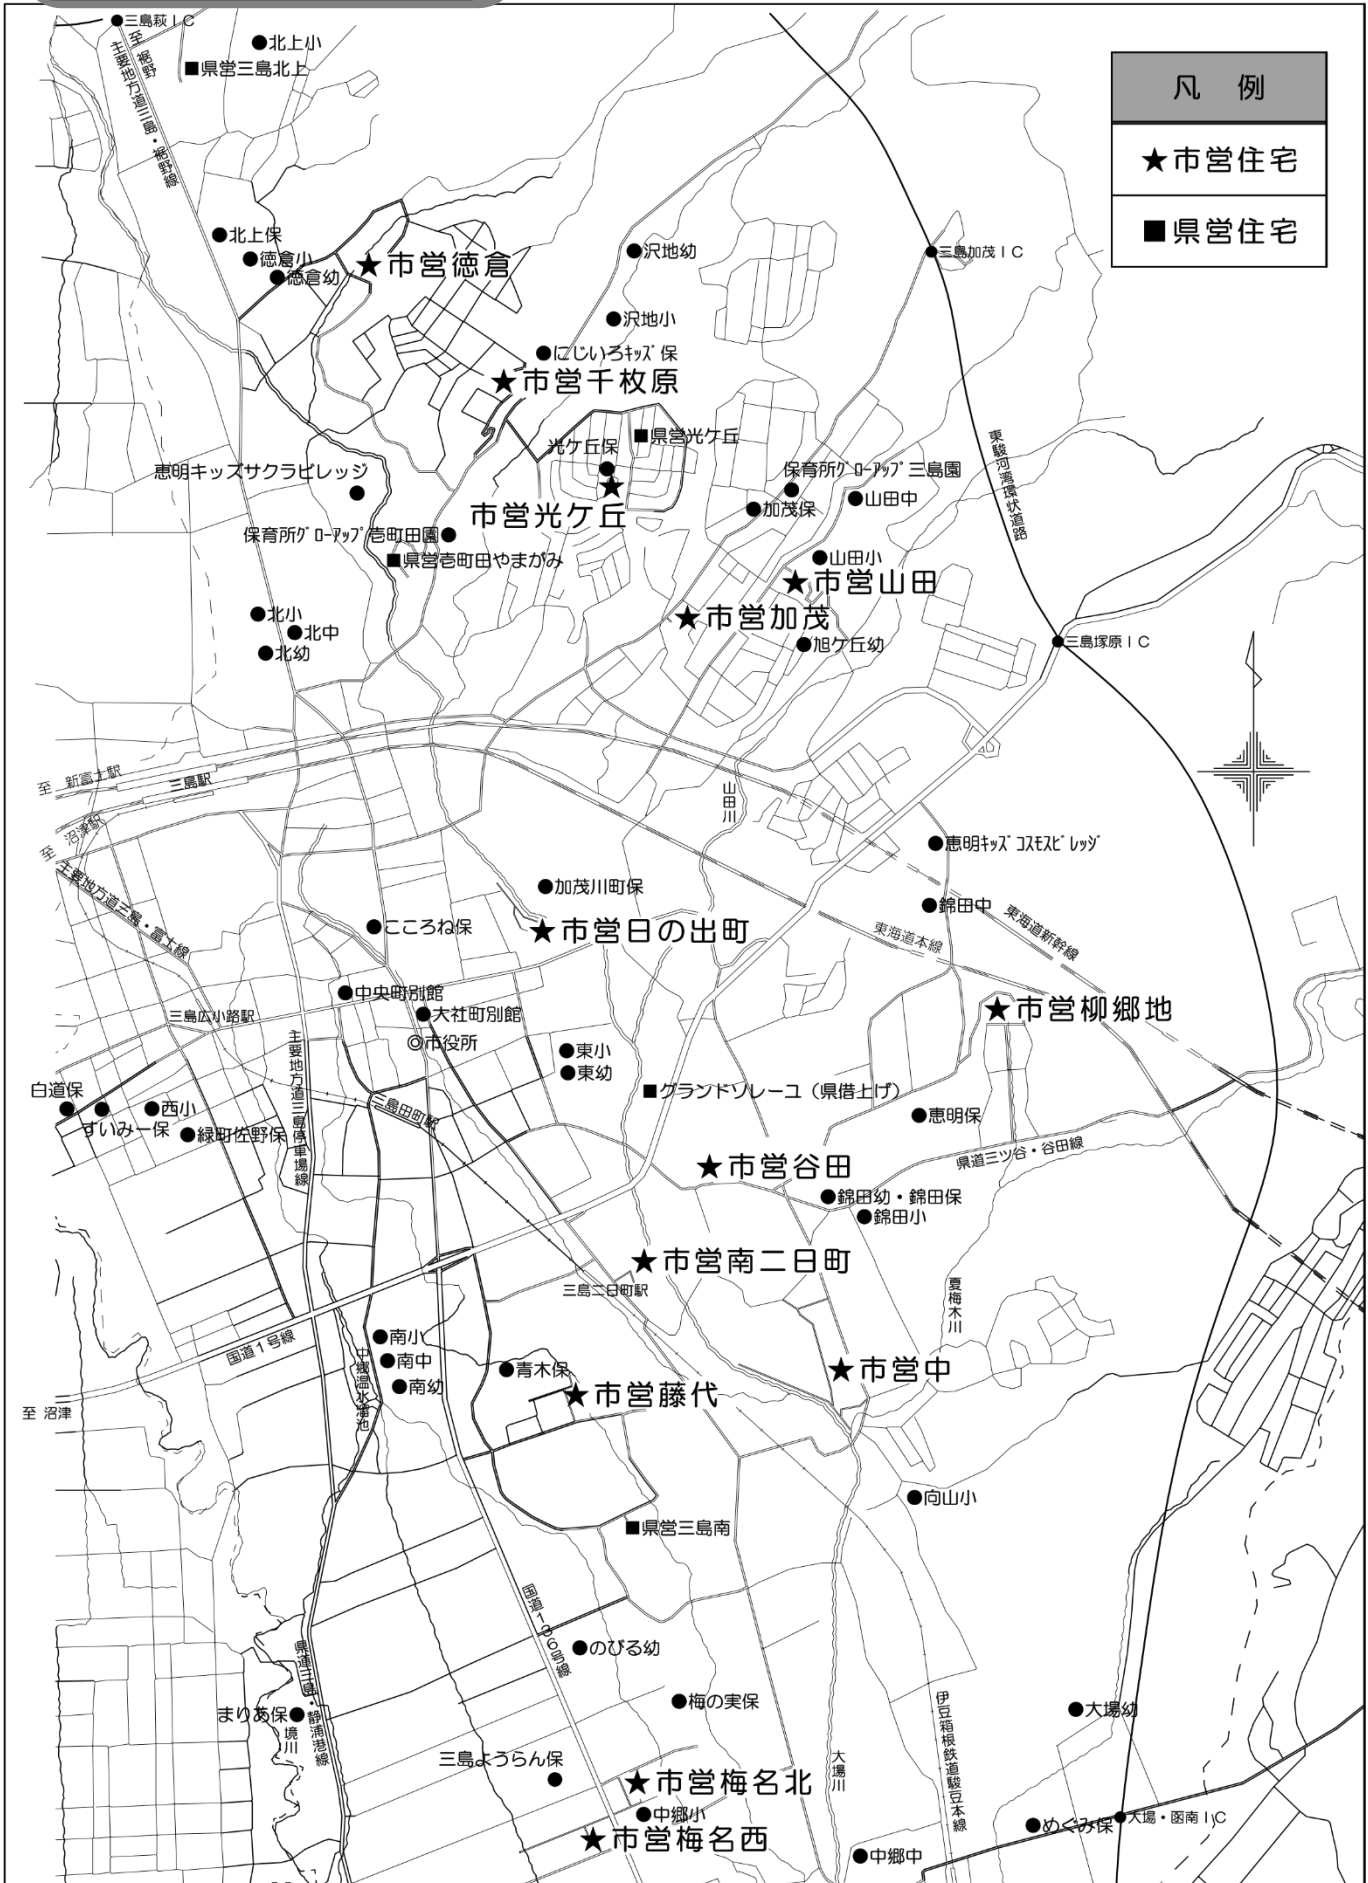 三島萩ＩＣ
至 裾野
主要地方道三島・裾野線
●北上小
■県営三島北上
凡 例
★市営住宅
■県営住宅
●北上保
●徳倉小
●徳倉幼
★市営徳倉
●沢地幼
三島加茂ＩＣ
●沢地小
●にじいろｷｯｽﾞ保
★市営千枚原
光ケ丘保
■県営光ケ丘
★
市営光ケ丘
東駿河湾環状道路
恵明キッズサクラビレッジ
保育所ｸﾞﾛｰｱｯﾌﾟ三島園
●加茂保
●山田中
保育所ｸﾞﾛｰｱｯﾌﾟ壱町田園●
■県営壱町田やまがみ
●山田小
★市営山田
★市営加茂
●旭ケ丘幼
●北小
●北中
●北幼
三島塚原ＩＣ
至 新富士駅
三島駅
至 沼津駅
山田川
主要地方道三島・富士線
●恵明ｷｯｽﾞｺｽﾓｽﾋﾞﾚｯｼﾞ
●加茂川町保
●錦田中
●こころね保
★市営日の出町
東海道本線
東海道新幹線
●中央町別館
三島広小路駅
●大社町別館
◎市役所
★市営柳郷地
主要地方道三島停車場線
●東小
●東幼
白道保
すいみー保
●西小
●緑町佐野保
三島田町駅
■グランドソレーユ（県借上げ）
●恵明保
県道三ツ谷・谷田線
★市営谷田
●錦田幼・錦田保
●錦田小
★市営南二日町
三島二日町駅
夏梅木川
国道１号線
●南小
●南中
●南幼
中郷温水溜池
●青木保
★市営藤代
★市営中
至 沼津
●向山小
■県営三島南
国道１３６号線
●のびる幼
県道三島・静浦港線
まりあ保●
境川
●梅の実保
伊豆箱根鉄道駿豆本線
●大場幼
三島ようらん保
大場川
★市営梅名北
●中郷小
★市営梅名西
●めぐみ保
大場・函南ＩＣ
●中郷中